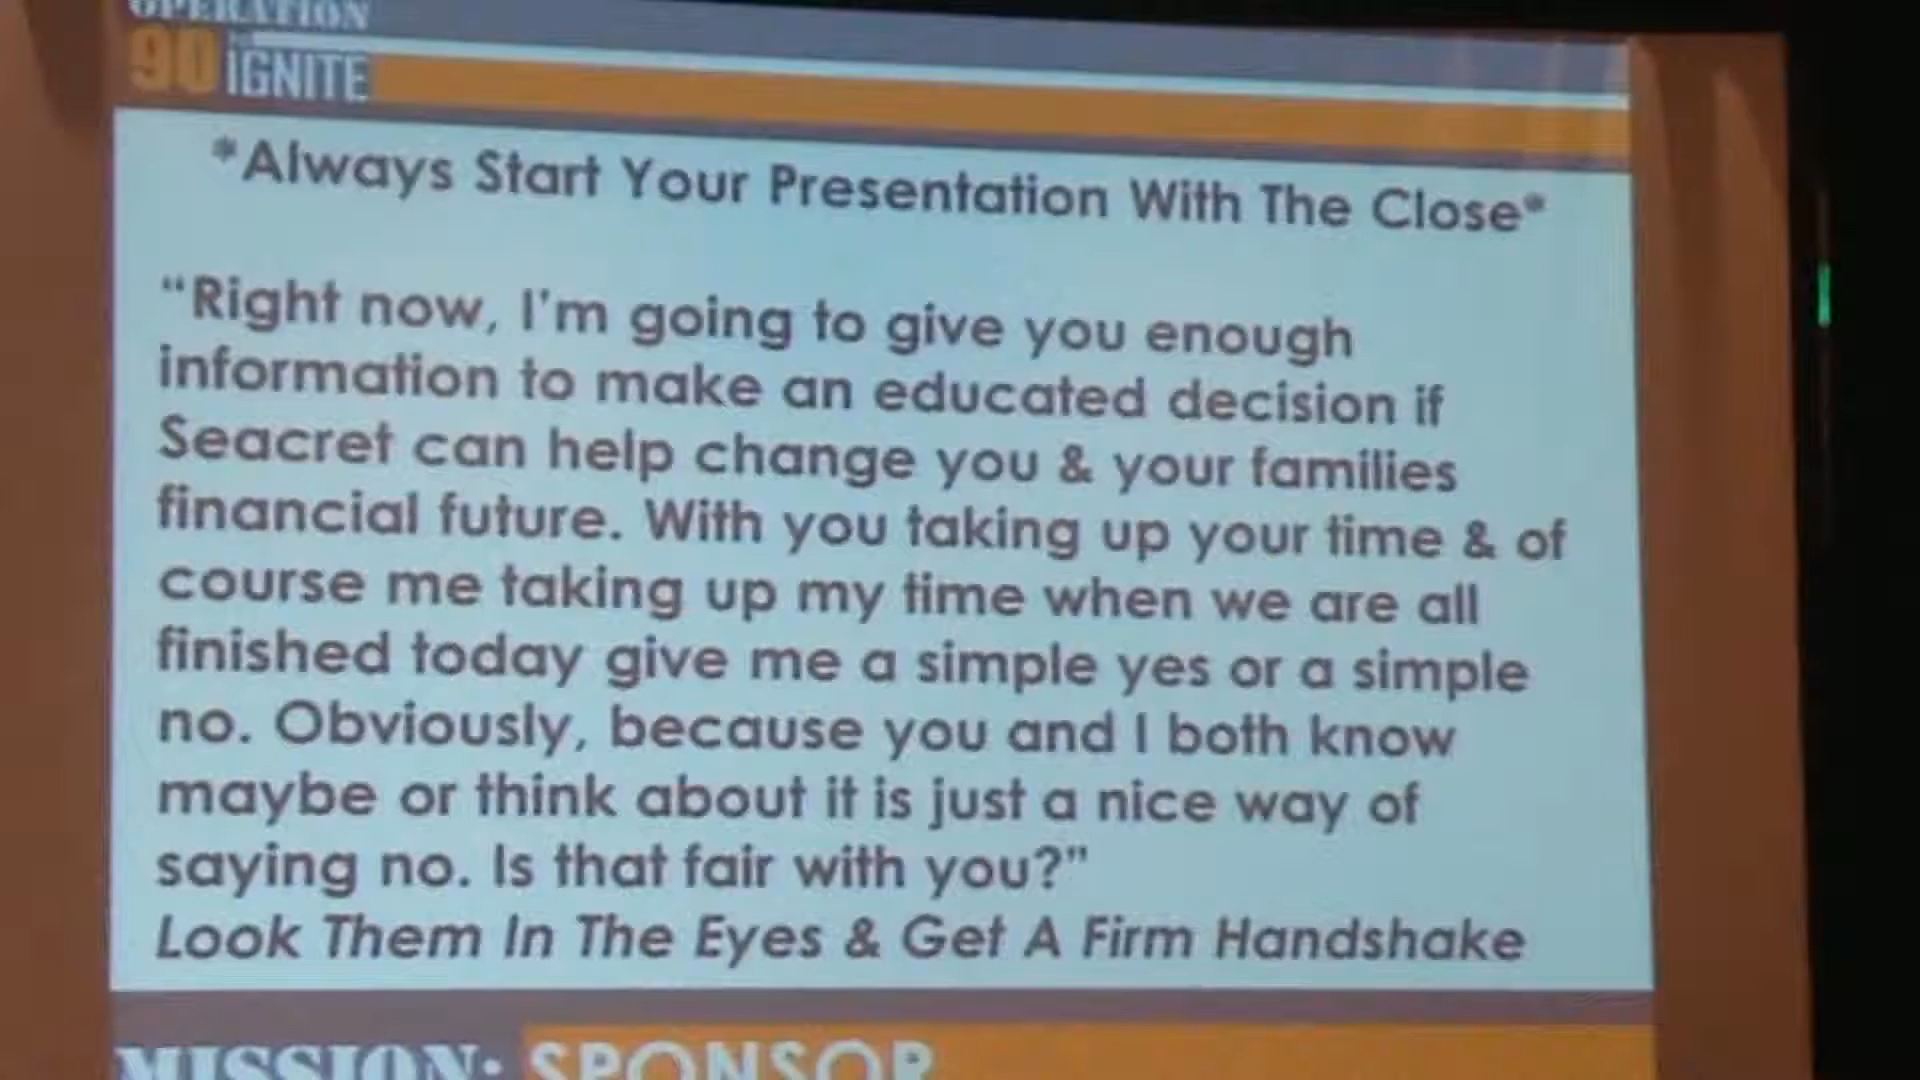 OPERATION
90 IGNITE
*Always Start Your Presentation With The Close*
“Right now, I’m going to give you enough
information to make an educated decision if
Seacret can help change you & your families
financial future. With you taking up your time & of
course me taking up my time when we are all
finished today give me a simple yes or a simple
no. Obviously, because you and I both know
maybe or think about it is just a nice way of
saying no. Is that fair with you?”
Look Them In The Eyes & Get A Firm Handshake
MISSION: SPONSOR